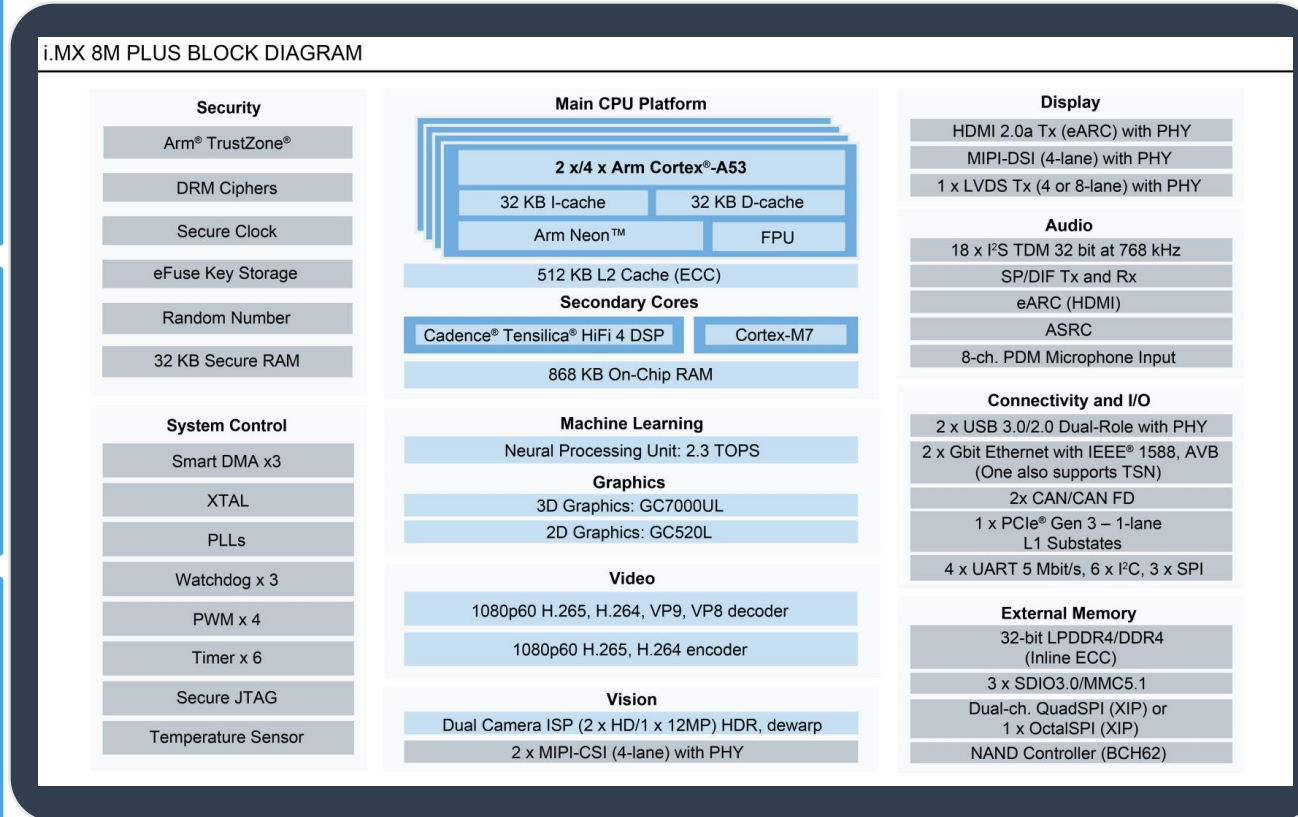 i.MX 8M PLUS BLOCK DIAGRAM
Security
Arm® TrustZone®
DRM Ciphers
Secure Clock
eFuse Key Storage
Random Number
32 KB Secure RAM
System Control
Smart DMA x3
XTAL
PLLs
Watchdog x 3
PWM x 4
Timer x 6
Secure JTAG
Temperature Sensor
Main CPU Platform
2 x/4 x Arm Cortex®-A53
32 KB I-cache
32 KB D-cache
Arm Neon™
FPU
512 KB L2 Cache (ECC)
Secondary Cores
Cadence® Tensilica® HiFi 4 DSP
Cortex-M7
868 KB On-Chip RAM
Machine Learning
Neural Processing Unit: 2.3 TOPS
Graphics
3D Graphics: GC7000UL
2D Graphics: GC520L
Video
1080p60 H.265, H.264, VP9, VP8 decoder
1080p60 H.265, H.264 encoder
Vision
Dual Camera ISP (2 x HD/1 x 12MP) HDR, dewarp
2 x MIPI-CSI (4-lane) with PHY
Display
HDMI 2.0a Tx (eARC) with PHY
MIPI-DSI (4-lane) with PHY
1 x LVDS Tx (4 or 8-lane) with PHY
Audio
18 x I²S TDM 32 bit at 768 kHz
SP/DIF Tx and Rx
eARC (HDMI)
ASRC
8-ch. PDM Microphone Input
Connectivity and I/O
2 x USB 3.0/2.0 Dual-Role with PHY
2 x Gbit Ethernet with IEEE® 1588, AVB
(One also supports TSN)
2x CAN/CAN FD
1 x PCIe® Gen 3 – 1-lane
L1 Substates
4 x UART 5 Mbit/s, 6 x I²C, 3 x SPI
External Memory
32-bit LPDDR4/DDR4
(Inline ECC)
3 x SDIO3.0/MMC5.1
Dual-ch. QuadSPI (XIP) or
1 x OctalSPI (XIP)
NAND Controller (BCH62)